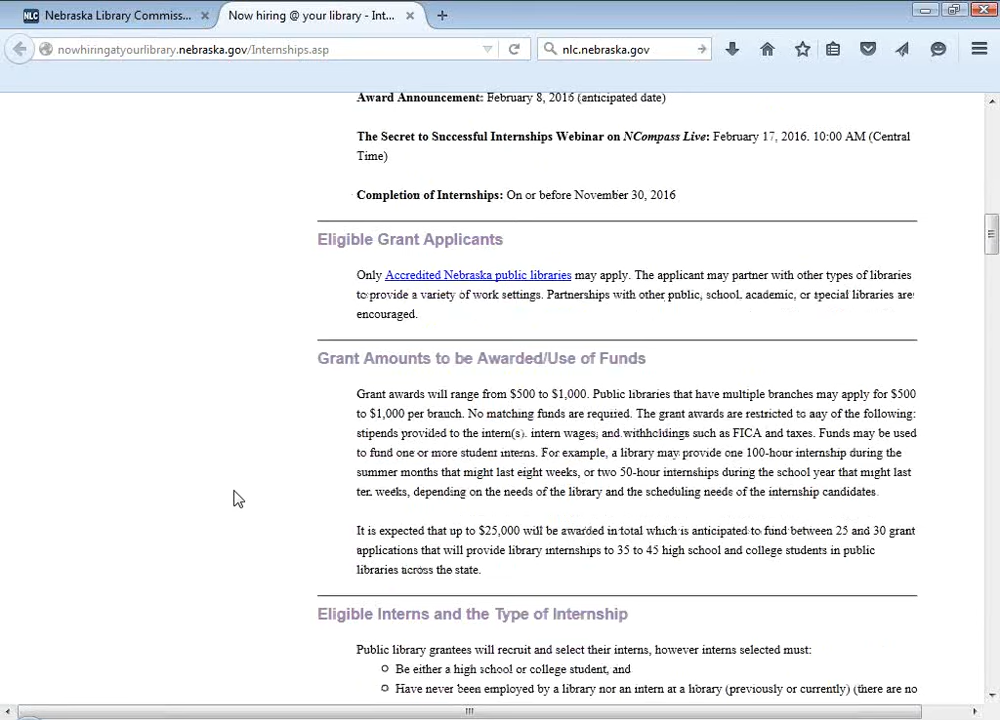 Nebraska Library Commiss...
Now hiring @ your library - Int...
nowhiringatyourlibrary.nebraska.gov/Internships.asp
nlc.nebraska.gov
Award Announcement: February 8, 2016 (anticipated date)
The Secret to Successful Internships Webinar on NCompass Live: February 17, 2016. 10:00 AM (Central
Time)
Completion of Internships: On or before November 30, 2016
Eligible Grant Applicants
Only Accredited Nebraska public libraries may apply. The applicant may partner with other types of libraries
to provide a variety of work settings. Partnerships with other public, school, academic, or special libraries are
encouraged.
Grant Amounts to be Awarded/Use of Funds
Grant awards will range from $500 to $1,000. Public libraries that have multiple branches may apply for $500
to $1,000 per branch. No matching funds are required. The grant awards are restricted to any of the following:
stipends provided to the intern(s), intern wages; and withholdings such as FICA and taxes. Funds may be used
to fund one or more student interns. For example, a library may provide one 100-hour internship during the
summer months that might last eight weeks, or two 50-hour internships during the school year that might last
ten weeks, depending on the needs of the library and the scheduling needs of the internship candidates.
It is expected that up to $25,000 will be awarded in total which is anticipated to fund between 25 and 30 grant
applications that will provide library internships to 35 to 45 high school and college students in public
libraries across the state.
Eligible Interns and the Type of Internship
Public library grantees will recruit and select their interns, however interns selected must:
Be either a high school or college student, and
Have never been employed by a library nor an intern at a library (previously or currently) (there are no